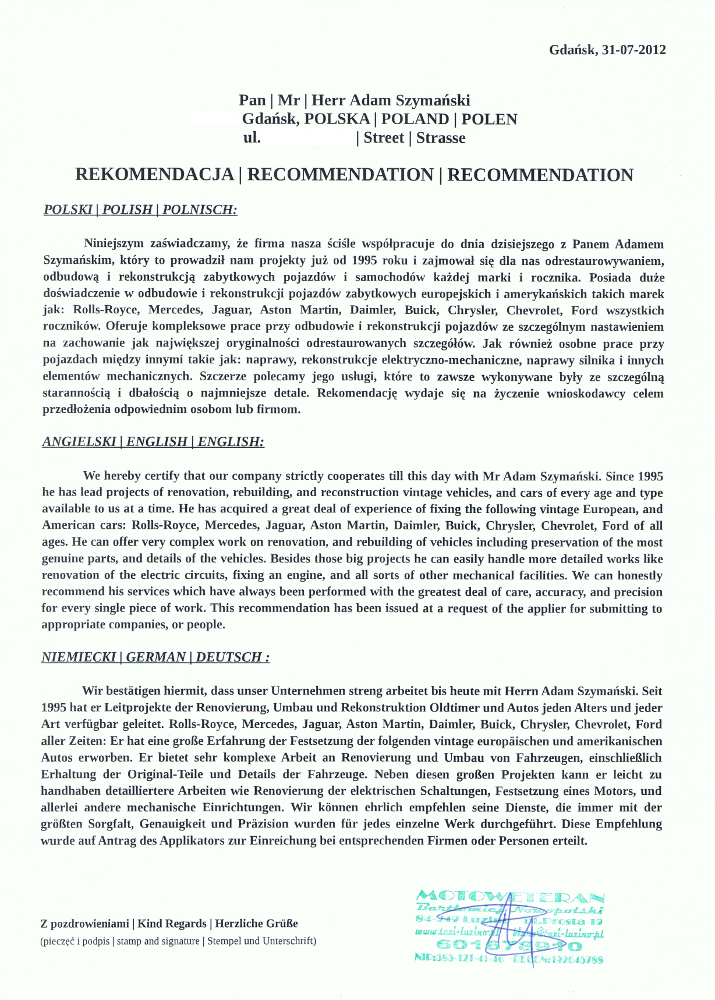 Gdańsk, 31-07-2012
Pan | Mr | Herr Adam Szymański
Gdańsk, POLSKA | POLAND | POLEN
ul. | Street | Strasse
REKOMENDACJA | RECOMMENDATION | RECOMMENDATION
POLSKI | POLISH | POLNISCH:
Niniejszym zaświadczamy, że firma nasza ściśle współpracuje do dnia dzisiejszego z Panem Adamem
Szymańskim, który to prowadził nam projekty już od 1995 roku i zajmował się dla nas odrestaurowywaniem,
odbudową i rekonstrukcją zabytkowych pojazdów i samochodów każdej marki i rocznika. Posiada duże
doświadczenie w odbudowie i rekonstrukcji pojazdów zabytkowych europejskich i amerykańskich takich marek
jak: Rolls-Royce, Mercedes, Jaguar, Aston Martin, Daimler, Buick, Chrysler, Chevrolet, Ford wszystkich
roczników. Oferuje kompleksowe prace przy odbudowie i rekonstrukcji pojazdów ze szczególnym nastawieniem
na zachowanie jak największej oryginalności odrestaurowanych szczegółów. Jak również osobne prace przy
pojazdach między innymi takie jak: naprawy, rekonstrukcje elektryczno-mechaniczne, naprawy silnika i innych
elementów mechanicznych. Szczerze polecamy jego usługi, które to zawsze wykonywane były ze szczególną
starannością i dbałością o najmniejsze detale. Rekomendację wydaje się na życzenie wnioskodawcy celem
przedłożenia odpowiednim osobom lub firmom.
ANGIELSKI | ENGLISH | ENGLISH:
We hereby certify that our company strictly cooperates till this day with Mr Adam Szymański. Since 1995
he has lead projects of renovation, rebuilding, and reconstruction vintage vehicles, and cars of every age and type
available to us at a time. He has acquired a great deal of experience of fixing the following vintage European, and
American cars: Rolls-Royce, Mercedes, Jaguar, Aston Martin, Daimler, Buick, Chrysler, Chevrolet, Ford of all
ages. He can offer very complex work on renovation, and rebuilding of vehicles including preservation of the most
genuine parts, and details of the vehicles. Besides those big projects he can easily handle more detailed works like
renovation of the electric circuits, fixing an engine, and all sorts of other mechanical facilities. We can honestly
recommend his services which have always been performed with the greatest deal of care, accuracy, and precision
for every single piece of work. This recommendation has been issued at a request of the applier for submitting to
appropriate companies, or people.
NIEMIECKI | GERMAN | DEUTSCH :
Wir bestätigen hiermit, dass unser Unternehmen streng arbeitet bis heute mit Herrn Adam Szymański. Seit
1995 hat er Leitprojekte der Renovierung, Umbau und Rekonstruktion Oldtimer und Autos jeden Alters und jeder
Art verfügbar geleitet. Rolls-Royce, Mercedes, Jaguar, Aston Martin, Daimler, Buick, Chrysler, Chevrolet, Ford
aller Zeiten: Er hat eine große Erfahrung der Festsetzung der folgenden vintage europäischen und amerikanischen
Autos erworben. Er bietet sehr komplexe Arbeit an Renovierung und Umbau von Fahrzeugen, einschließlich
Erhaltung der Original-Teile und Details der Fahrzeuge. Neben diesen großen Projekten kann er leicht zu
handhaben detailliertere Arbeiten wie Renovierung der elektrischen Schaltungen, Festsetzung eines Motors, und
allerlei andere mechanische Einrichtungen. Wir können ehrlich empfehlen seine Dienste, die immer mit der
größten Sorgfalt, Genauigkeit und Präzision wurden für jedes einzelne Werk durchgeführt. Diese Empfehlung
wurde auf Antrag des Applikators zur Einreichung bei entsprechenden Firmen oder Personen erteilt.
Z pozdrowieniami | Kind Regards | Herzliche Grüße
(pieczęć i podpis | stamp and signature | Stempel und Unterschrift)
MOTOWETERAN
Bartłomiej Nowopolski
84-942 Luzino ul. Prosta 12